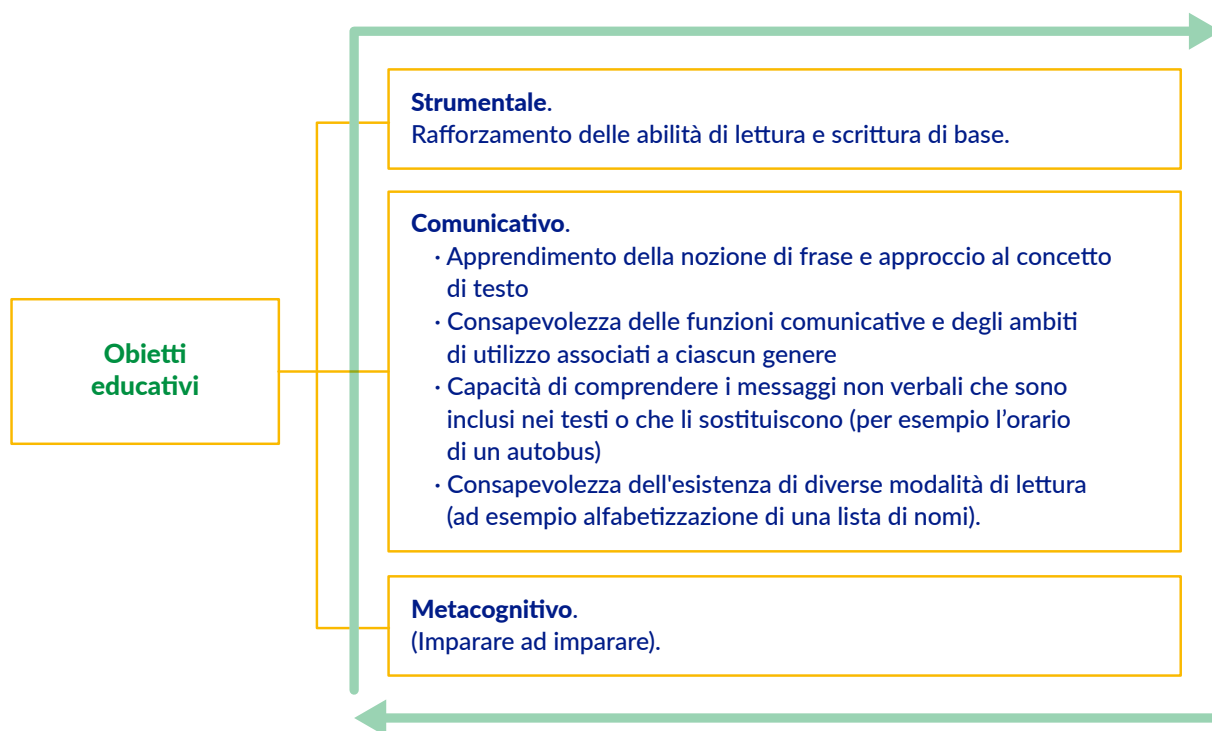 Obietti
educativi
Strumentale.
Rafforzamento delle abilità di lettura e scrittura di base.
Comunicativo.
· Apprendimento della nozione di frase e approccio al concetto
di testo
· Consapevolezza delle funzioni comunicative e degli ambiti
di utilizzo associati a ciascun genere
· Capacità di comprendere i messaggi non verbali che sono
inclusi nei testi o che li sostituiscono (per esempio l’orario
di un autobus)
· Consapevolezza dell'esistenza di diverse modalità di lettura
(ad esempio alfabetizzazione di una lista di nomi).
Metacognitivo.
(Imparare ad imparare).